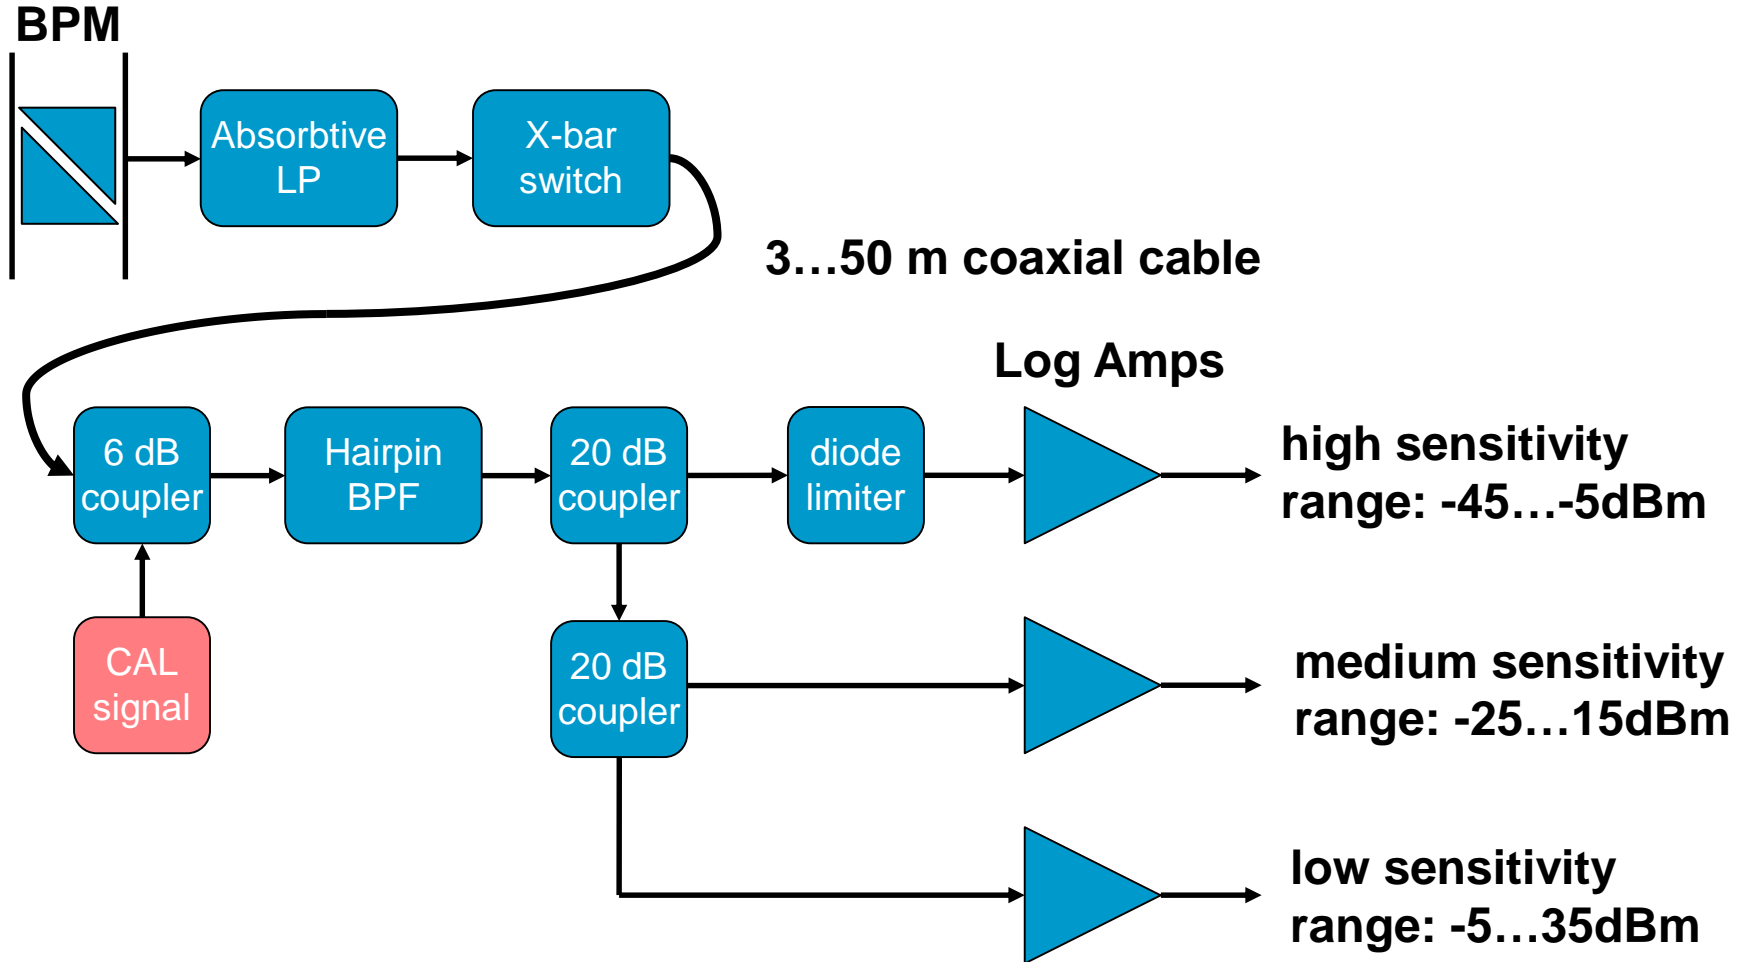 BPM
Absorbtive
LP
X-bar
switch
3…50 m coaxial cable
Log Amps
6 dB
coupler
Hairpin
BPF
20 dB
coupler
diode
limiter
high sensitivity
range: -45…-5dBm
CAL
signal
20 dB
coupler
medium sensitivity
range: -25…15dBm
low sensitivity
range: -5…35dBm